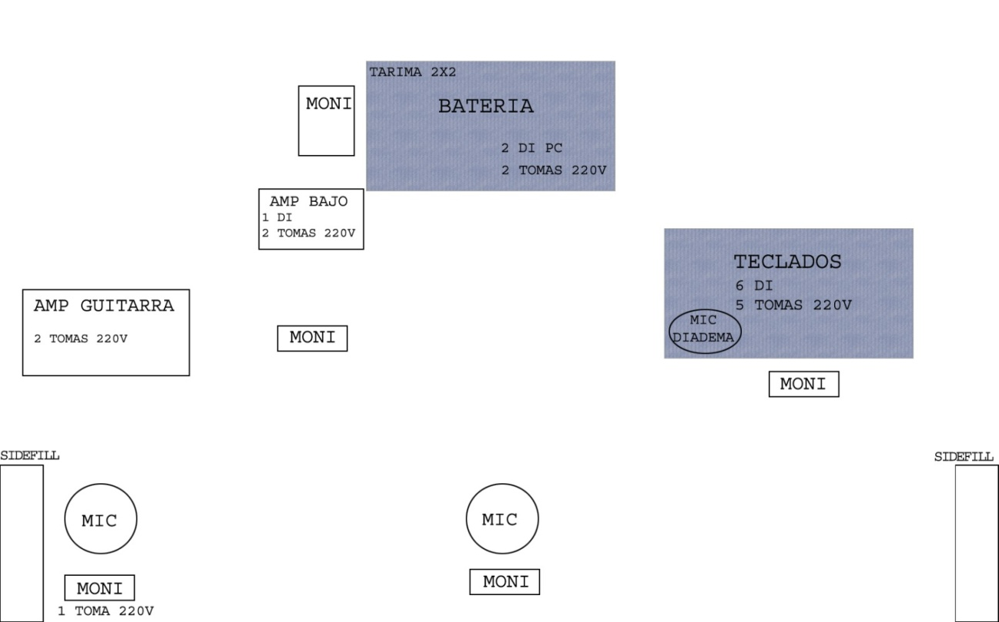 TARIMA 2X2
MONI
BATERIA
2 DI PC
2 TOMAS 220V
AMP BAJO
1 DI
2 TOMAS 220V
TECLADOS
6 DI
5 TOMAS 220V
MIC
DIADEMA
AMP GUITARRA
2 TOMAS 220V
MONI
MONI
SIDEFILL
SIDEFILL
MIC
MIC
MONI
MONI
1 TOMA 220V